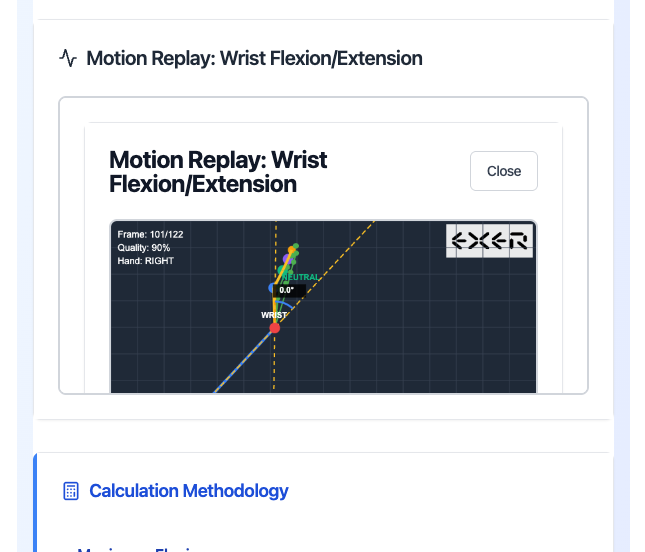 Motion Replay: Wrist Flexion/Extension
Motion Replay: Wrist
Flexion/Extension
Close
Frame: 101/122
Quality: 90%
Hand: RIGHT
EXER
NEUTRAL
0.0°
WRIST
Calculation Methodology